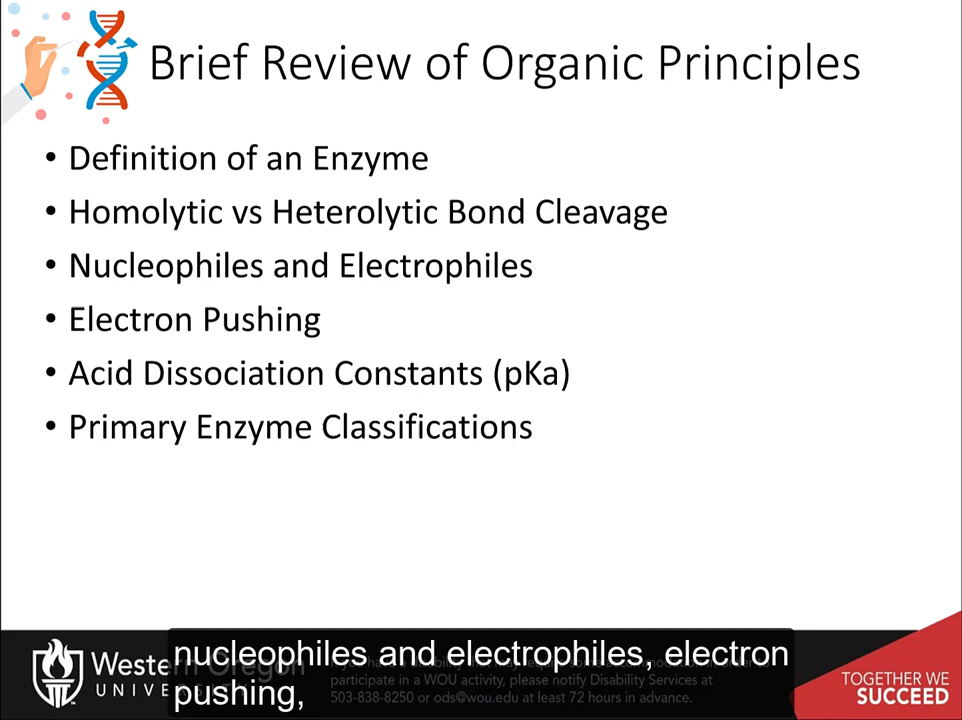 Brief Review of Organic Principles
• Definition of an Enzyme
• Homolytic vs Heterolytic Bond Cleavage
• Nucleophiles and Electrophiles
• Electron Pushing
• Acid Dissociation Constants (pKa)
• Primary Enzyme Classifications
nucleophiles and electrophiles, electron
pushing,
Western Oregon
UNIVERSITY
participate in a WOU activity, please notify Disability Services at
503-838-8250 or ods@wou.edu at least 72 hours in advance.
TOGETHER WE
SUCCEED